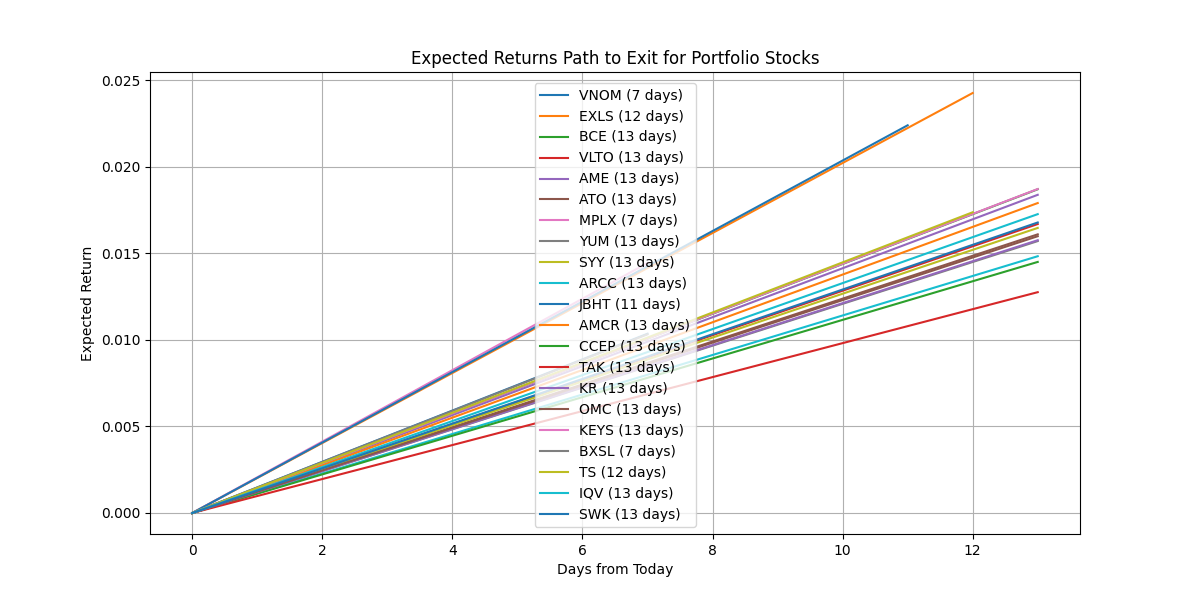 Expected Returns Path to Exit for Portfolio Stocks
Expected Return
0.025
0.020
0.015
0.010
0.005
0.000
VNOM (7 days)
EXLS (12 days)
BCE (13 days)
VLTO (13 days)
AME (13 days)
ATO (13 days)
MPLX (7 days)
YUM (13 days)
SYY (13 days)
ARCC (13 days)
JBHT (11 days)
AMCR (13 days)
CCEP (13 days)
TAK (13 days)
KR (13 days)
OMC (13 days)
KEYS (13 days)
BXSL (7 days)
TS (12 days)
IQV (13 days)
SWK (13 days)
0 2 4 6 8 10 12
Days from Today